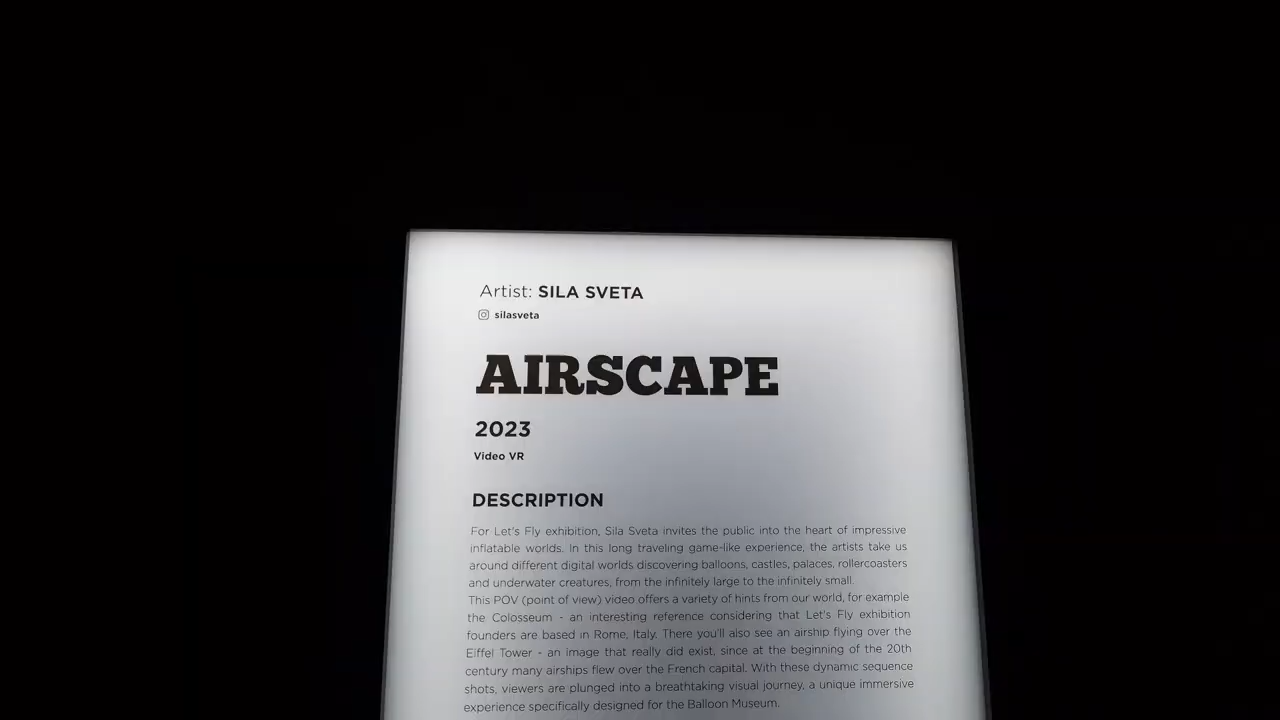 Artist: SILA SVETA
silasveta
AIRSCAPE
2023
Video VR
DESCRIPTION
For Let's Fly exhibition, Sila Sveta invites the public into the heart of impressive
inflatable worlds. In this long traveling game-like experience, the artists take us
around different digital worlds discovering balloons, castles, palaces, rollercoasters
and underwater creatures, from the infinitely large to the infinitely small.
This POV (point of view) video offers a variety of hints from our world, for example
the Colosseum - an interesting reference considering that Let's Fly exhibition
founders are based in Rome, Italy. There you'll also see an airship flying over the
Eiffel Tower - an image that really did exist, since at the beginning of the 20th
century many airships flew over the French capital. With these dynamic sequence
shots, viewers are plunged into a breathtaking visual journey, a unique immersive
experience specifically designed for the Balloon Museum.